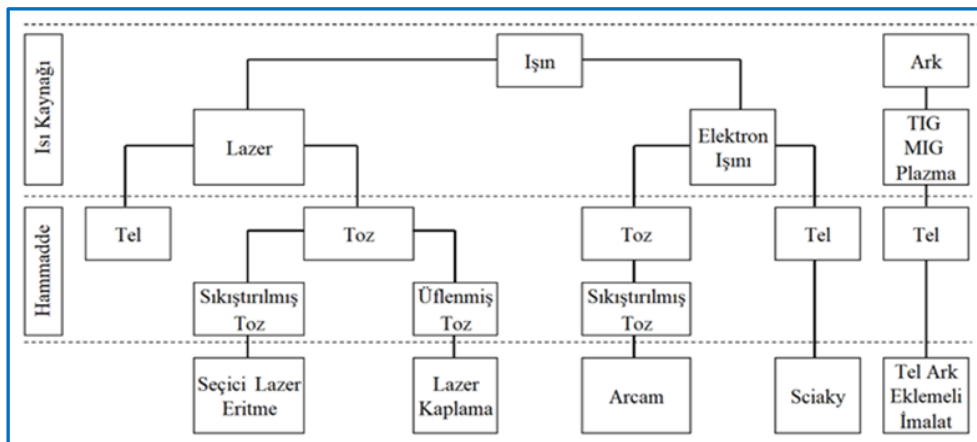 Isı Kaynağı
Işın
Ark
Lazer
Elektron
Işını
TIG
MIG
Plazma
Hammadde
Tel
Toz
Toz
Tel
Tel
Sıkıştırılmış
Toz
Üflenmiş
Toz
Sıkıştırılmış
Toz
Seçici Lazer
Eritme
Lazer
Kaplama
Arcam
Sciaky
Tel Ark
Eklemeli
İmalat